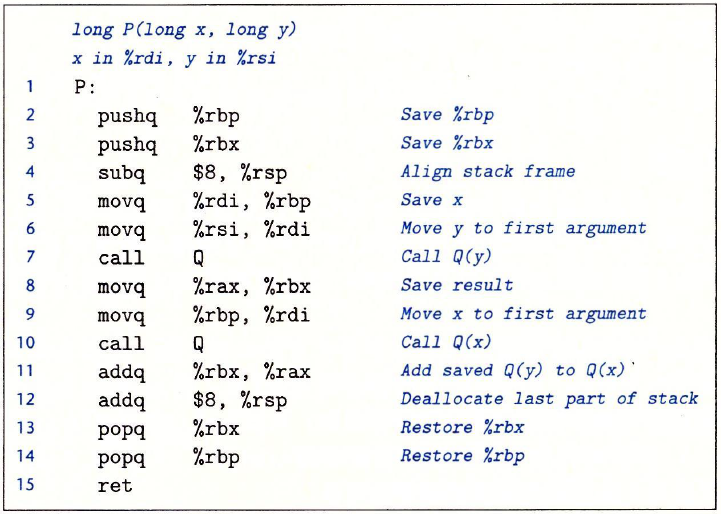 long P(long x, long y)
x in %rdi, y in %rsi
1 P:
2 pushq %rbp Save %rbp
3 pushq %rbx Save %rbx
4 subq $8, %rsp Align stack frame
5 movq %rdi, %rbp Save x
6 movq %rsi, %rdi Move y to first argument
7 call Q Call Q(y)
8 movq %rax, %rbx Save result
9 movq %rbp, %rdi Move x to first argument
10 call Q Call Q(x)
11 addq %rbx, %rax Add saved Q(y) to Q(x)
12 addq $8, %rsp Deallocate last part of stack
13 popq %rbx Restore %rbx
14 popq %rbp Restore %rbp
15 ret